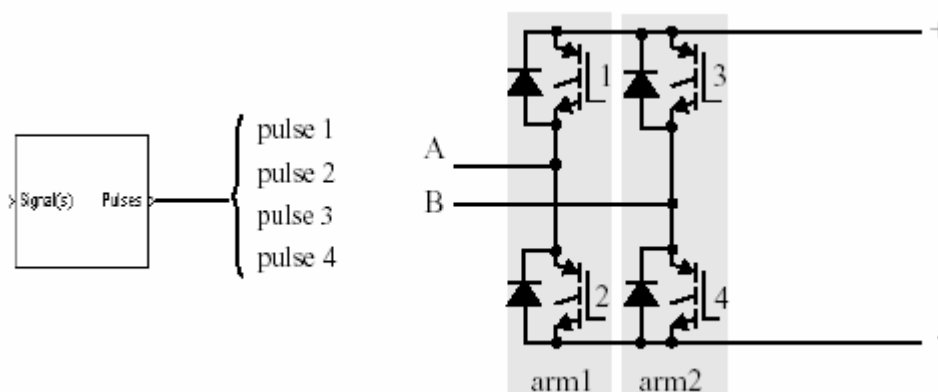 Signal(s) Pulses
pulse 1
pulse 2
pulse 3
pulse 4
A
B
+
1
3
2
4
-
arm1 arm2